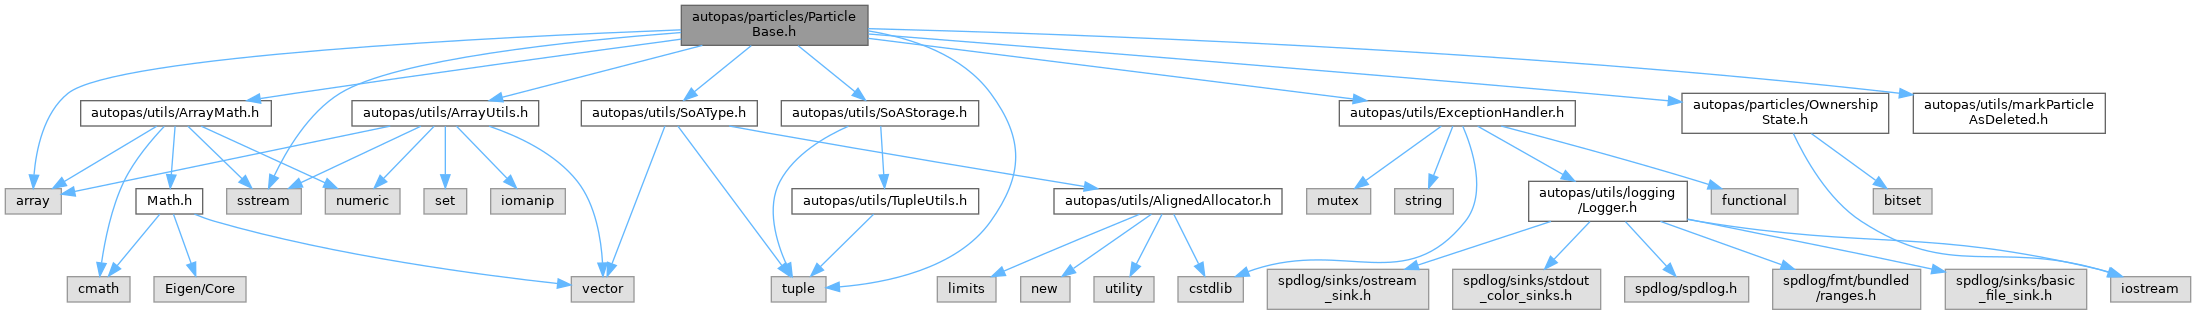 autopas/particles/Particle
Base.h
autopas/utils/ArrayMath.h
autopas/utils/ArrayUtils.h
autopas/utils/SoAType.h
autopas/utils/SoAStorage.h
autopas/utils/ExceptionHandler.h
autopas/particles/Ownership
State.h
autopas/utils/markParticle
AsDeleted.h
array
Math.h
sstream
numeric
set
iomanip
autopas/utils/TupleUtils.h
autopas/utils/AlignedAllocator.h
mutex
string
autopas/utils/logging
/Logger.h
functional
bitset
cmath
Eigen/Core
vector
tuple
limits
new
utility
cstdlib
spdlog/sinks/ostream
_sink.h
spdlog/sinks/stdout
_color_sinks.h
spdlog/spdlog.h
spdlog/fmt/bundled
/ranges.h
spdlog/sinks/basic
_file_sink.h
iostream